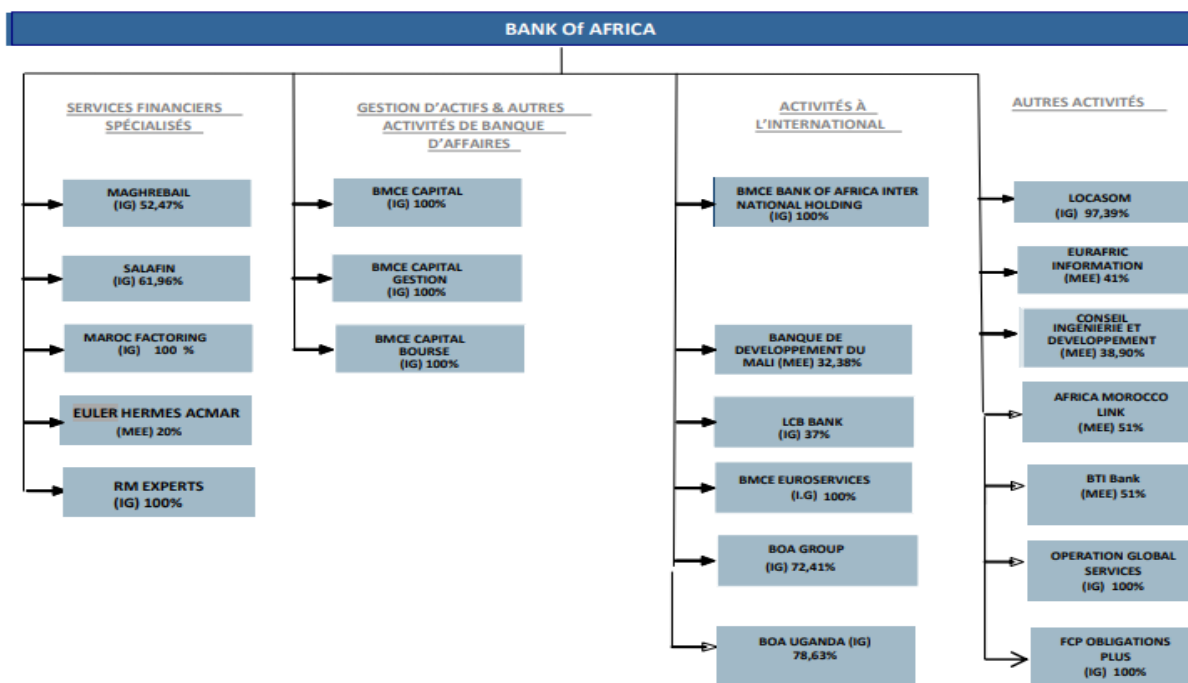 BANK Of AFRICA
SERVICES FINANCIERS
SPÉCIALISÉS
MAGHREBAIL
(IG) 52,47%
SALAFIN
(IG) 61,96%
MAROC FACTORING
(IG) 100 %
EULER HERMES ACMAR
(MEE) 20%
RM EXPERTS
(IG) 100%
GESTION D'ACTIFS & AUTRES
ACTIVITÉS DE BANQUE
D'AFFAIRES
BMCE CAPITAL
(IG) 100%
BMCE CAPITAL
GESTION
(IG) 100%
BMCE CAPITAL
BOURSE
(IG) 100%
ACTIVITÉS À
L'INTERNATIONAL
BMCE BANK OF AFRICA INTER
NATIONAL HOLDING
(IG) 100%
BANQUE DE
DEVELOPPEMENT DU
MALI (MEE) 32,38%
LCB BANK
(IG) 37%
BMCE EUROSERVICES
(I.G) 100%
BOA GROUP
(IG) 72,41%
BOA UGANDA (IG)
78,63%
AUTRES ACTIVITÉS
LOCASOM
(IG) 97,39%
EURAFRIC
INFORMATION
(MEE) 41%
CONSEIL
INGÉNIERIE ET
DEVELOPPEMENT
(MEE) 38,90%
AFRICA MOROCCO
LINK
(MEE) 51%
BTI Bank
(MEE) 51%
OPERATION GLOBAL
SERVICES
(IG) 100%
FCP OBLIGATIONS
PLUS
(IG) 100%